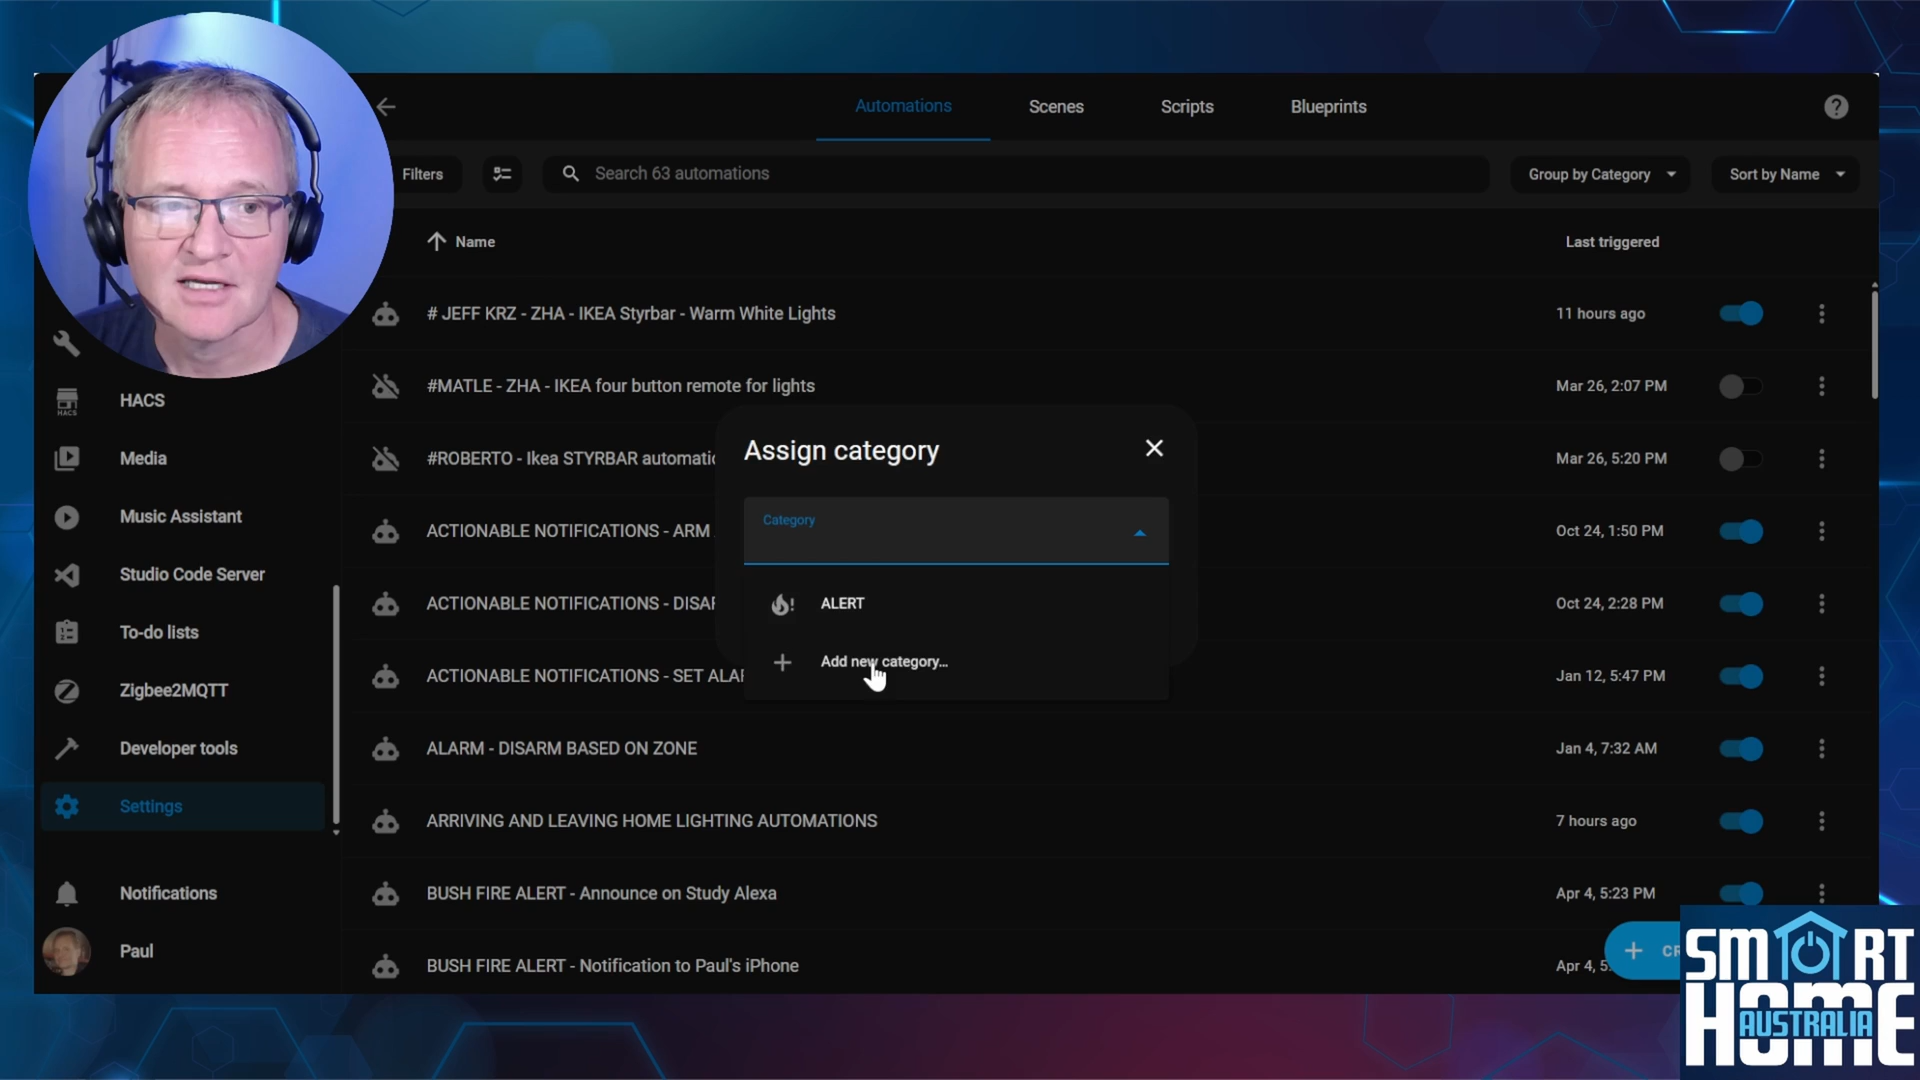 Automations
Scenes
Scripts
Blueprints
Filters
Search 63 automations
Group by Category
Sort by Name
Name
Last triggered
# JEFF KRZ - ZHA - IKEA Styrbar - Warm White Lights
11 hours ago
#MATLE - ZHA - IKEA four button remote for lights
Mar 26, 2:07 PM
HACS
HACS
Assign category
Media
#ROBERTO - Ikea STYRBAR
Mar 26, 5:20 PM
Music Assistant
ACTIONABLE NOTIFICATIONS - ARM
Category
Oct 24, 1:50 PM
Studio Code Server
ACTIONABLE NOTIFICATIONS -
ALERT
Oct 24, 2:28 PM
To-do lists
Add new category...
ACTIONABLE NOTIFICATIONS - SET
Jan 12, 5:47 PM
Zigbee2MQTT
Developer tools
ALARM - DISARM BASED ON ZONE
Jan 4, 7:32 AM
Settings
ARRIVING AND LEAVING HOME LIGHTING AUTOMATIONS
7 hours ago
Notifications
BUSH FIRE ALERT - Announce on Study Alexa
Apr 4, 5:23 PM
Paul
BUSH FIRE ALERT - Notification to Paul's iPhone
Apr 4, 5
SMART
HOME
AUSTRALIA